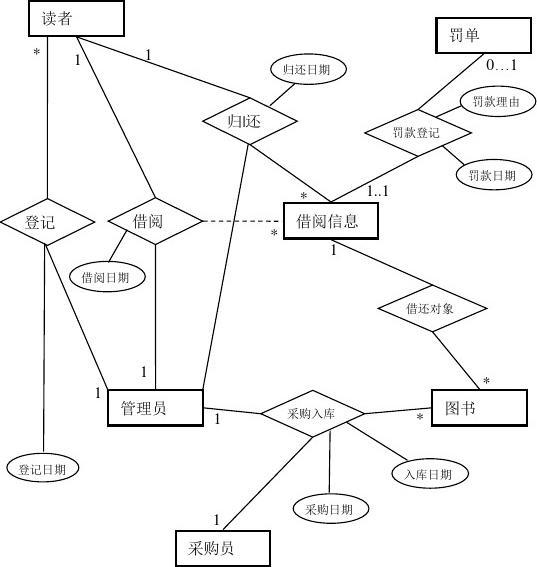 读者
罚单
*
1
1
0…1
归还日期
归还
罚款理由
罚款登记
罚款日期
1..1
*
登记
借阅
借阅信息
*
1
借阅日期
借还对象
1
1
*
管理员
1
采购入库
*
图书
登记日期
入库日期
采购日期
1
采购员